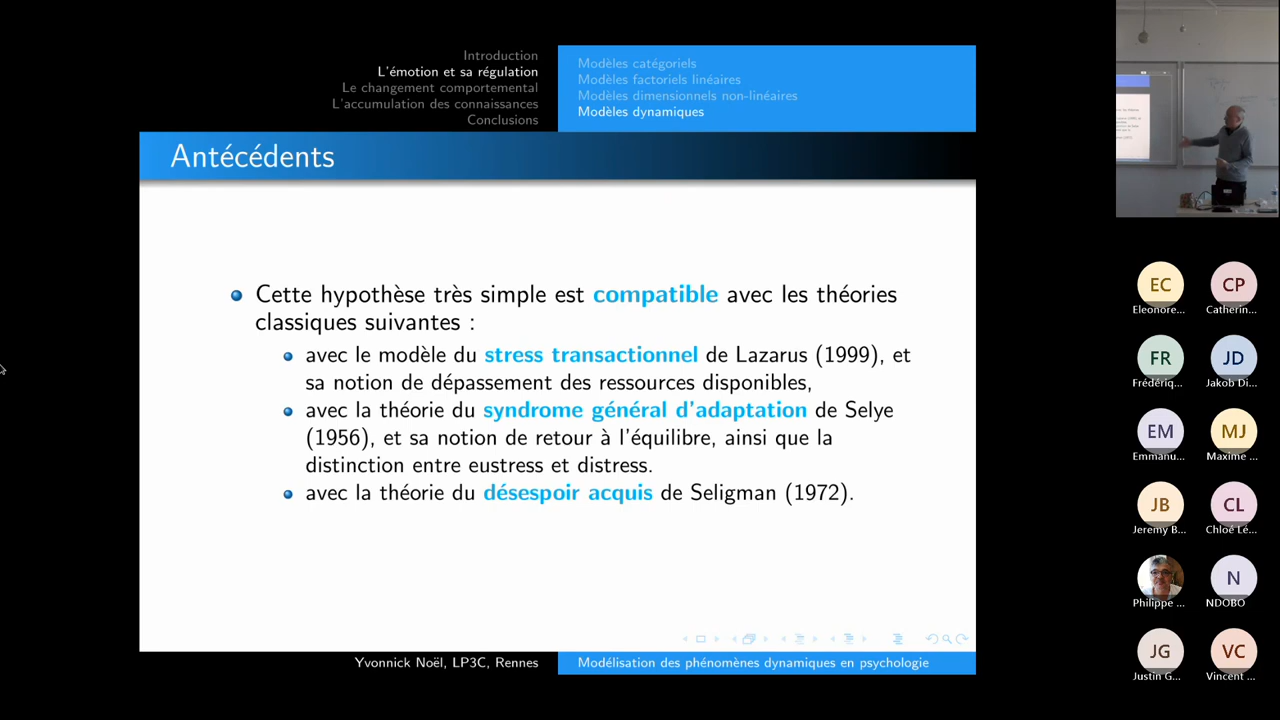 Introduction
L'émotion et sa régulation
Le changement comportemental
L'accumulation des connaissances
Conclusions
Modèles catégoriels
Modèles factoriels linéaires
Modèles dimensionnels non-linéaires
Modèles dynamiques
Antécédents
Cette hypothèse très simple est compatible avec les théories
classiques suivantes :
avec le modèle du stress transactionnel de Lazarus (1999), et
sa notion de dépassement des ressources disponibles,
avec la théorie du syndrome général d'adaptation de Selye
(1956), et sa notion de retour à l'équilibre, ainsi que la
distinction entre eustress et distress.
avec la théorie du désespoir acquis de Seligman (1972).
Yvonnick Noël, LP3C, Rennes
Modélisation des phénomènes dynamiques en psychologie
EC
CP
Eleonore...
Catherin...
FR
JD
Frédériq...
Jakob Di...
EM
MJ
Emmanu...
Maxime ...
JB
CL
Jeremy B...
Chloé Lé...
N
Philippe ...
NDOBO
JG
VC
Justin G...
Vincent ...